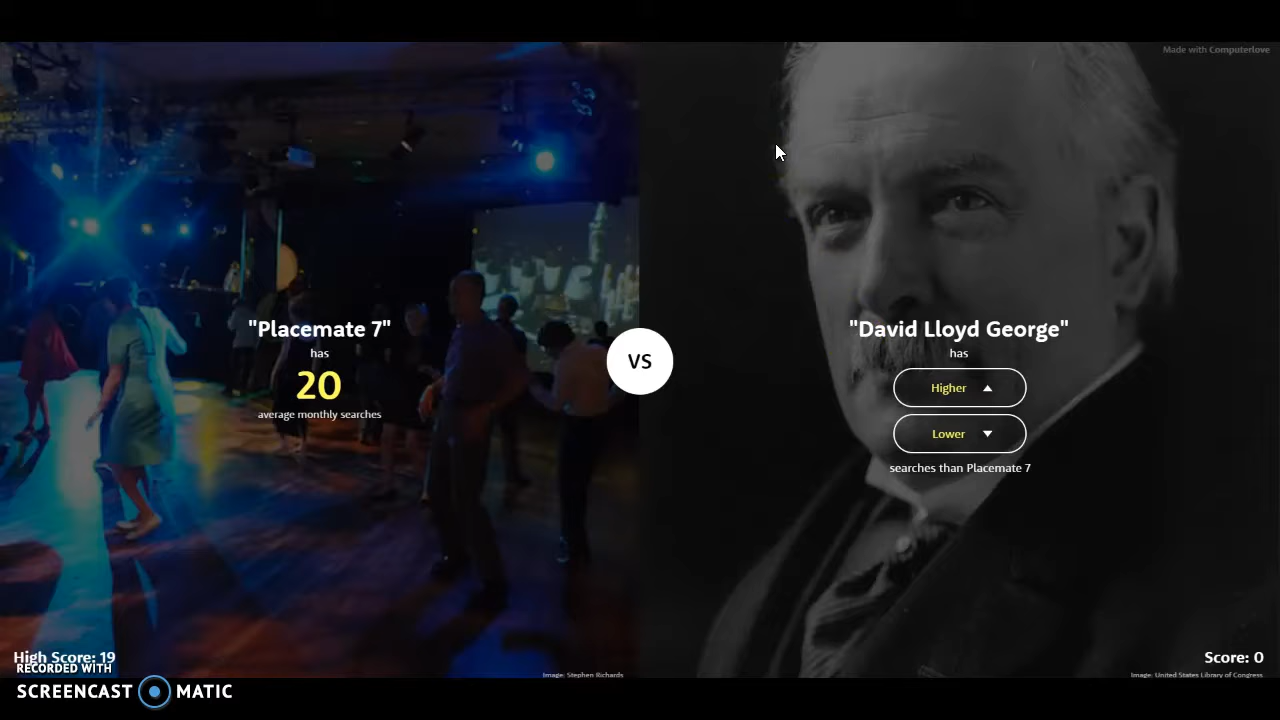 Made with Computerlove
"Placemate 7"
has
20
average monthly searches
VS
"David Lloyd George"
has
Higher
Lower
searches than Placemate 7
High Score: 19
Score: 0
Image: Stephen Richards
Image: United States Library of Congress
RECORDED WITH
SCREENCAST MATIC